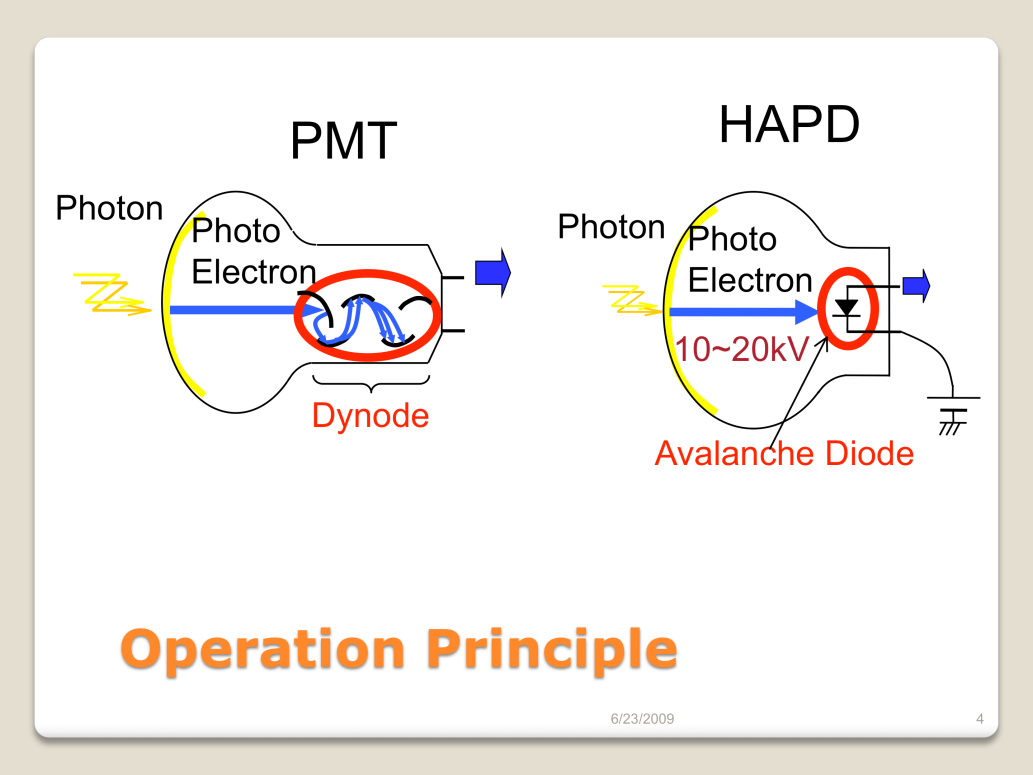 PMT
Photon
Photo
Electron
Dynode
HAPD
Photon
Photo
Electron
10~20kV
Avalanche Diode
Operation Principle
6/23/2009
4